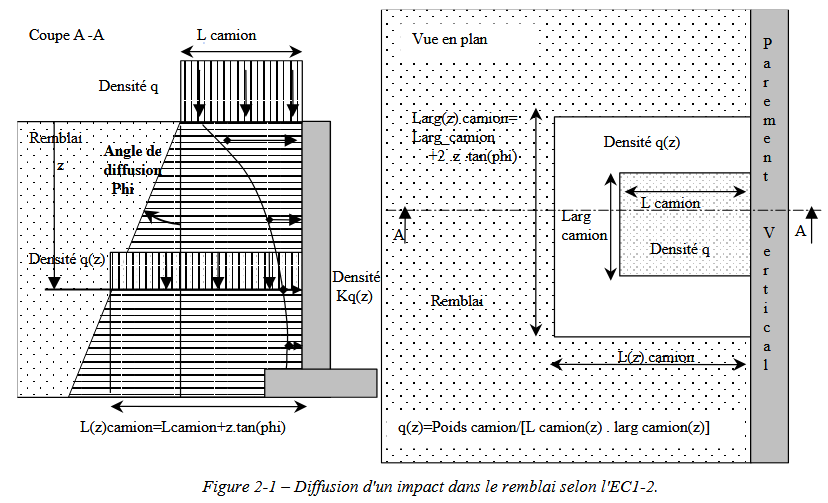 Coupe A -A
L camion
Densité q
Remblai
z
Angle de
diffusion
Phi
Densité q(z)
Densité
Kq(z)
L(z)camion=Lcamion+z.tan(phi)
Vue en plan
Larg(z) camion=
Larg_camion
+2 .z .tan(phi)
Densité q(z)
L camion
Larg
camion
Densité q
A
A
Remblai
L(z) camion
q(z)=Poids camion/[L camion(z) . larg camion(z)]
Parement Vertical
Figure 2-1 – Diffusion d'un impact dans le remblai selon l'EC1-2.